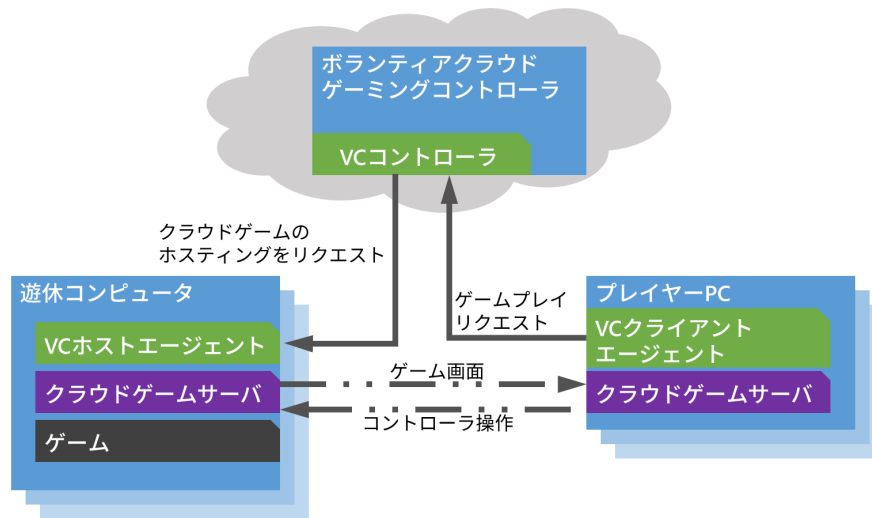 ボランティアクラウド
ゲーミングコントローラ
VCコントローラ
クラウドゲームの
ホスティングをリクエスト
遊休コンピュータ
VCホストエージェント
クラウドゲームサーバ
ゲーム
ゲームプレイ
リクエスト
ゲーム画面
コントローラ操作
プレイヤーPC
VCクライアント
エージェント
クラウドゲームサーバ